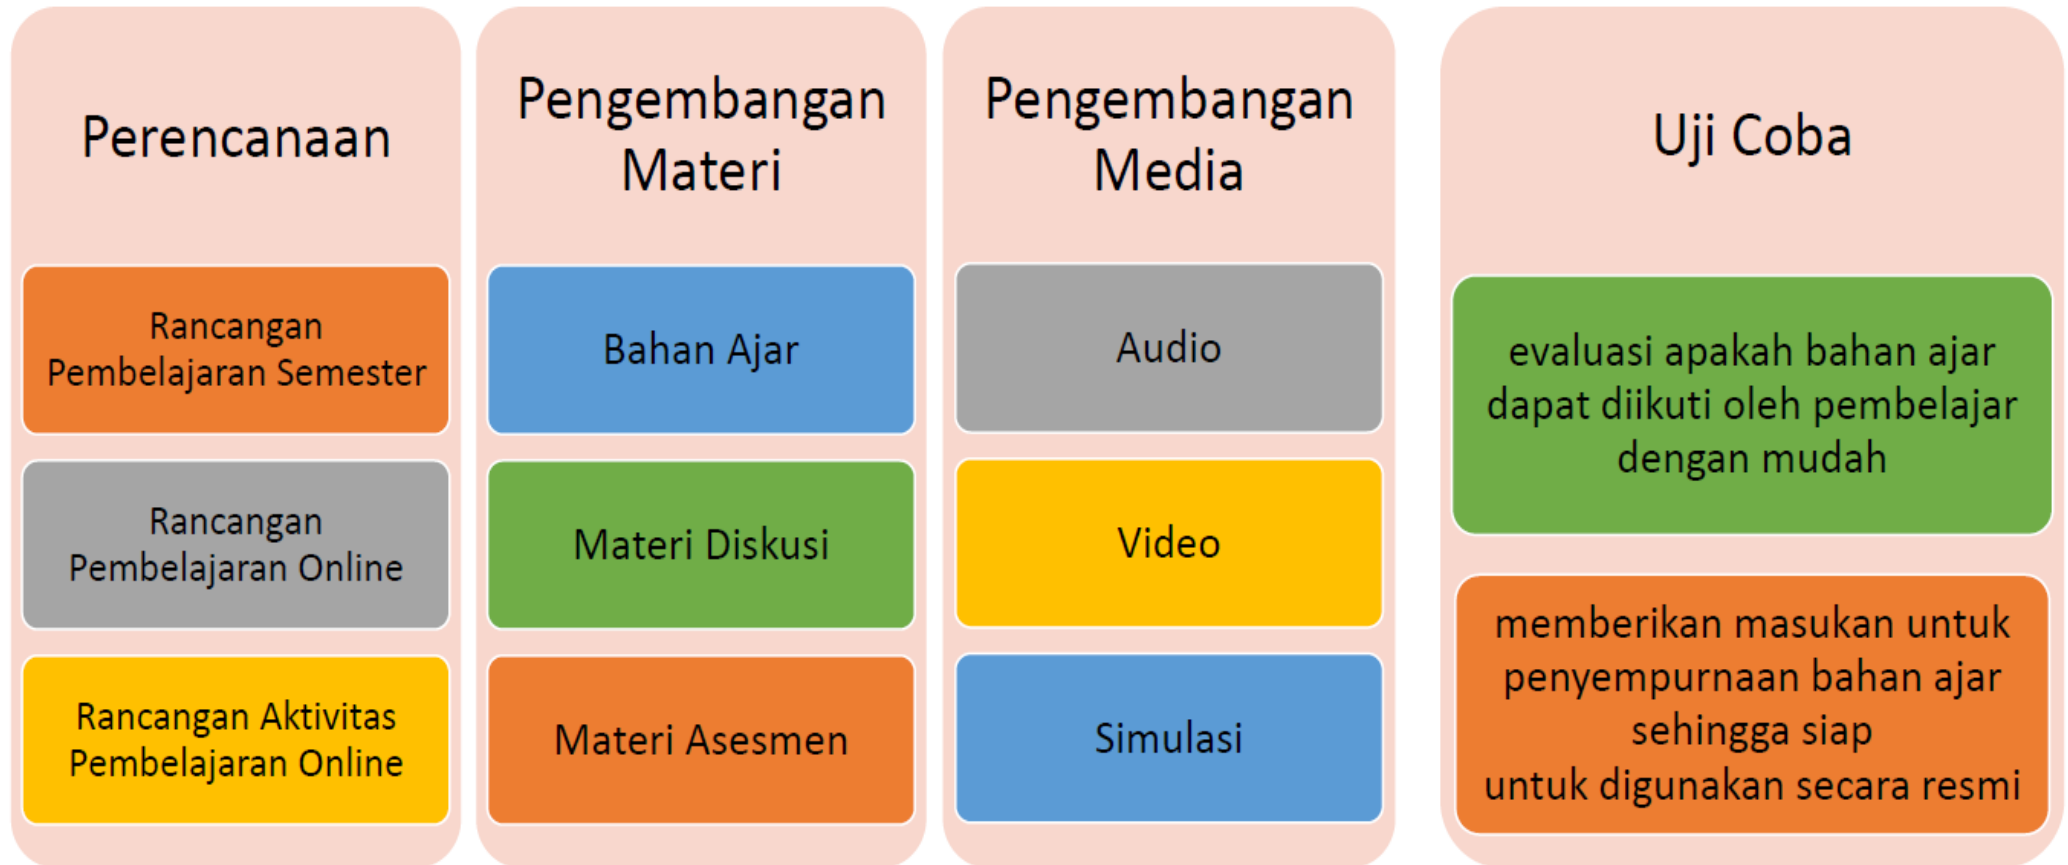 Perencanaan
Rancangan
Pembelajaran Semester
Rancangan
Pembelajaran Online
Rancangan Aktivitas
Pembelajaran Online
Pengembangan
Materi
Bahan Ajar
Materi Diskusi
Materi Asesmen
Pengembangan
Media
Audio
Video
Simulasi
Uji Coba
evaluasi apakah bahan ajar
dapat diikuti oleh pembelajar
dengan mudah
memberikan masukan untuk
penyempurnaan bahan ajar
sehingga siap
untuk digunakan secara resmi